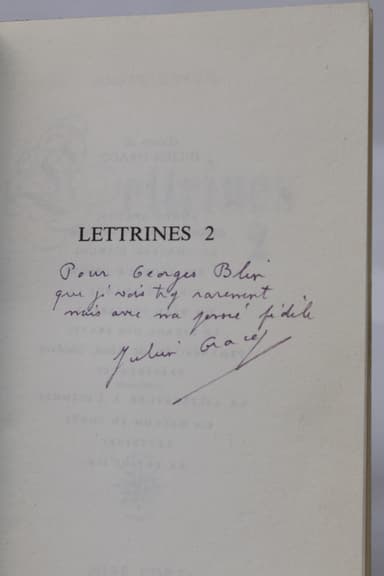 LETTRINES 2
Pour Georges Blin
que je vois trop rarement
mais avec ma pensée fidèle
Julien Gracq